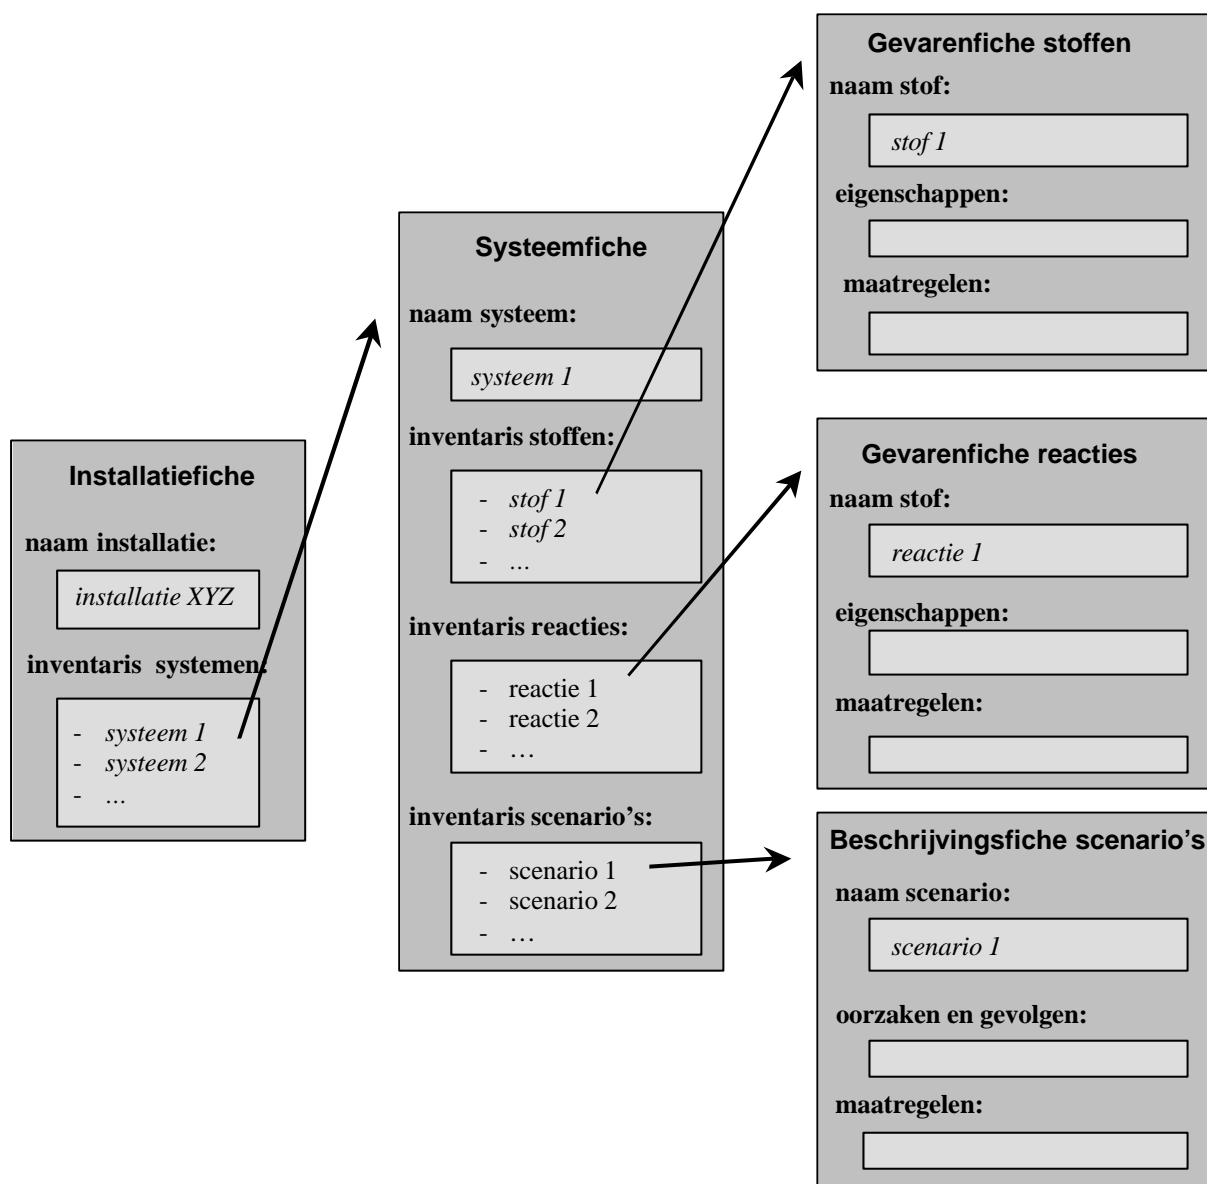 Installatiefiche
naam installatie:
installatie XYZ
inventaris systemen:
- systeem 1
- systeem 2
- ...
Systeemfiche
naam systeem:
systeem 1
inventaris stoffen:
- stof 1
- stof 2
- ...
inventaris reacties:
- reactie 1
- reactie 2
- …
inventaris scenario's:
- scenario 1
- scenario 2
- …
Gevarenfiche stoffen
naam stof:
stof 1
eigenschappen:
maatregelen:
Gevarenfiche reacties
naam stof:
reactie 1
eigenschappen:
maatregelen:
Beschrijvingsfiche scenario's
naam scenario:
scenario 1
oorzaken en gevolgen:
maatregelen: